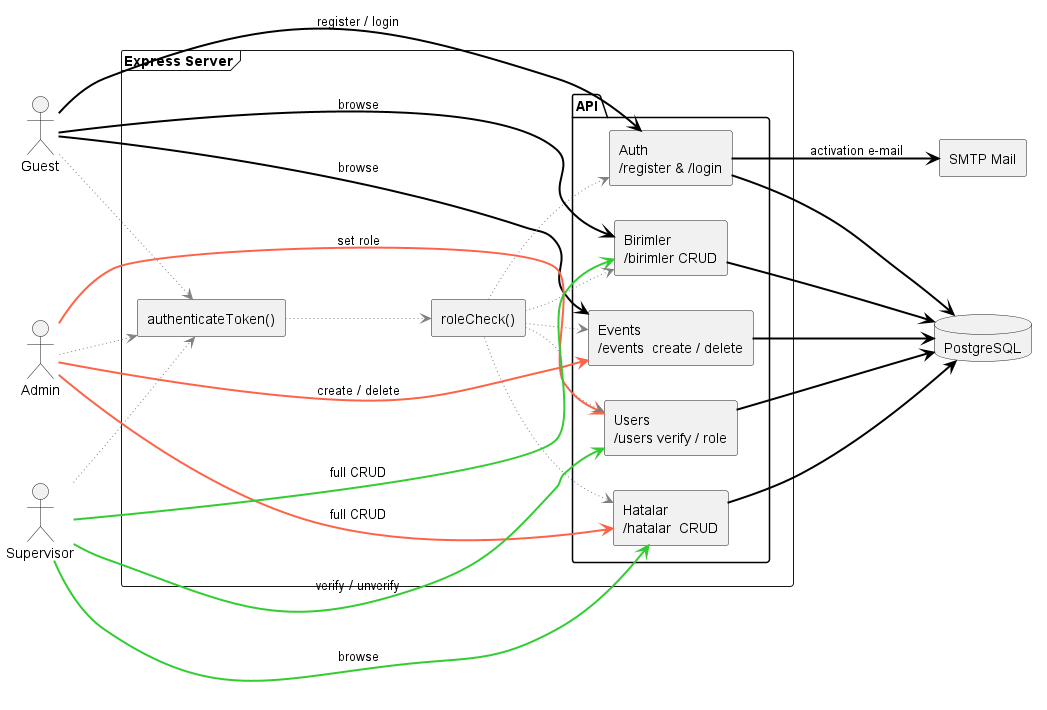 register / login
Express Server
browse
API
Guest
Auth
/register & /login
activation e-mail
SMTP Mail
browse
set role
Birimler
/birimler CRUD
authenticateToken()
roleCheck()
Events
/events  create / delete
PostgreSQL
Admin
create / delete
Users
/users verify / role
full CRUD
full CRUD
Hatalar
/hatalar  CRUD
Supervisor
verify / unverify
browse